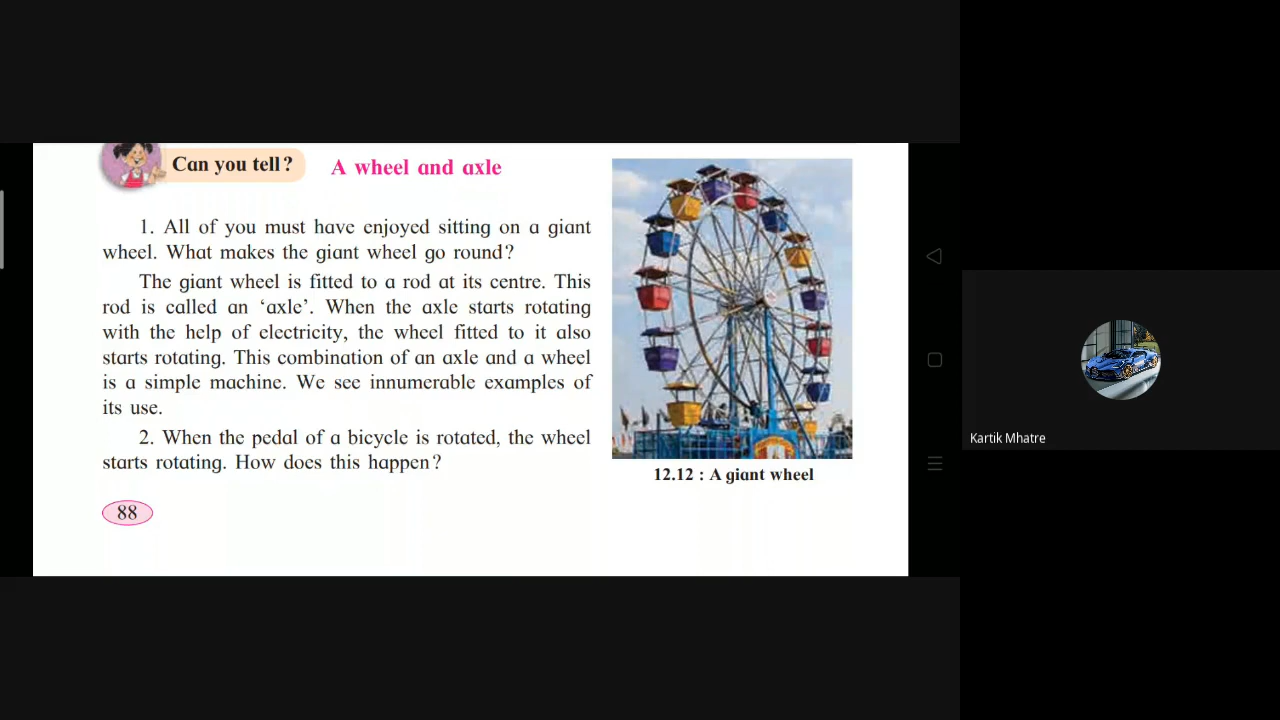 Can you tell?
A wheel and axle
1. All of you must have enjoyed sitting on a giant
wheel. What makes the giant wheel go round?
The giant wheel is fitted to a rod at its centre. This
rod is called an ‘axle’. When the axle starts rotating
with the help of electricity, the wheel fitted to it also
starts rotating. This combination of an axle and a wheel
is a simple machine. We see innumerable examples of
its use.
2. When the pedal of a bicycle is rotated, the wheel
starts rotating. How does this happen?
88
12.12 : A giant wheel
Kartik Mhatre